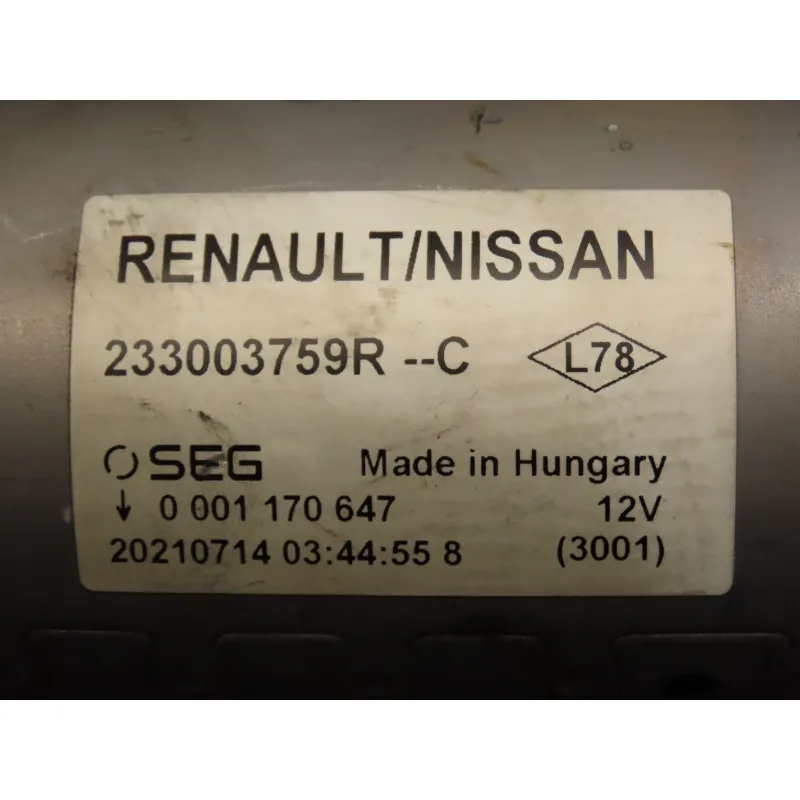 RENAULT/NISSAN
233003759R --C L78
SEG Made in Hungary
↓ 0 001 170 647 12V
20210714 03:44:55 8 (3001)